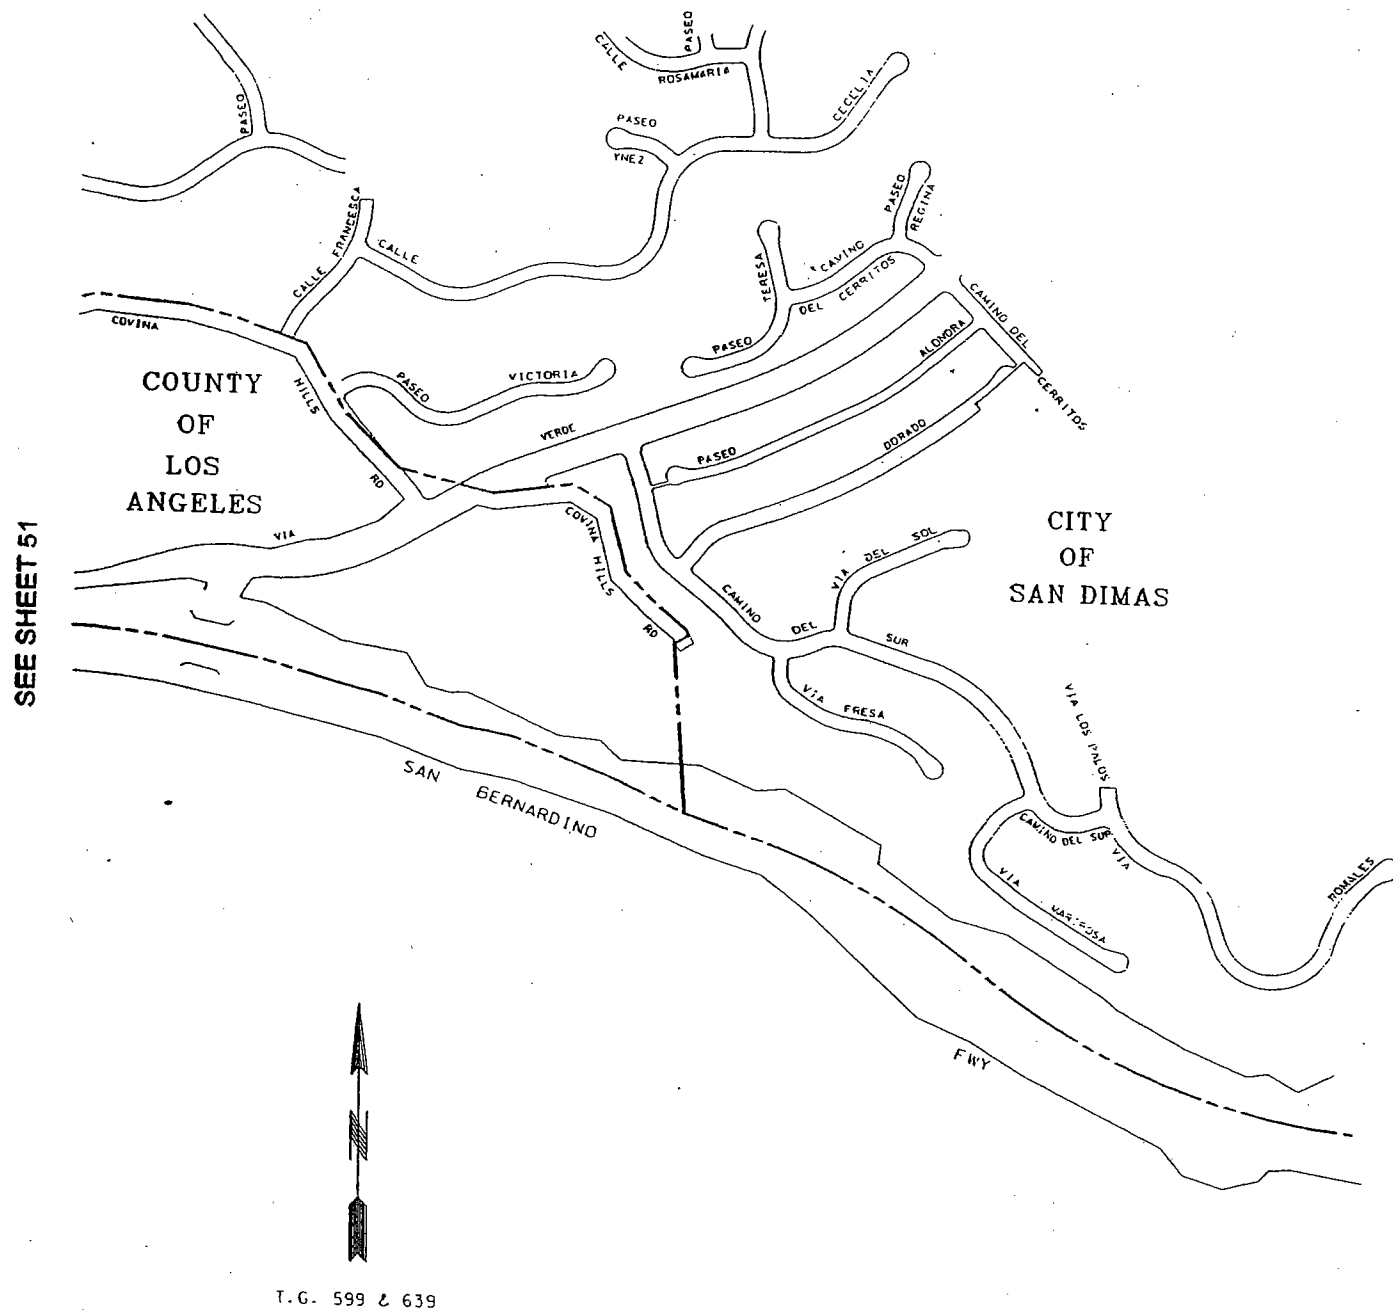 PASEO
CALLE
ROSAMARIA
PASEO
CECELIA
PASEO
YNEZ
PASEO
REGINA
CALLE FRANCESCA
CALLE
TERESA
PASEO
CAMINO
DEL CERRITOS
CAMINO DEL
CERRITOS
COVINA
HILLS
RD
COUNTY
OF
LOS
ANGELES
PASEO
VICTORIA
VERDE
VIA
PASEO
ALONDRA
DORADO
COVINA HILLS
RD
CAMINO
DEL
SUR
VIA
DEL
SOL
CITY
OF
SAN DIMAS
SEE SHEET 51
VIA
FRESA
VIA LOS PALOS
CAMINO DEL SUR
VIA
ROMALES
VIA
SAN
BERNARDINO
FWY
N
T.G. 599 & 639